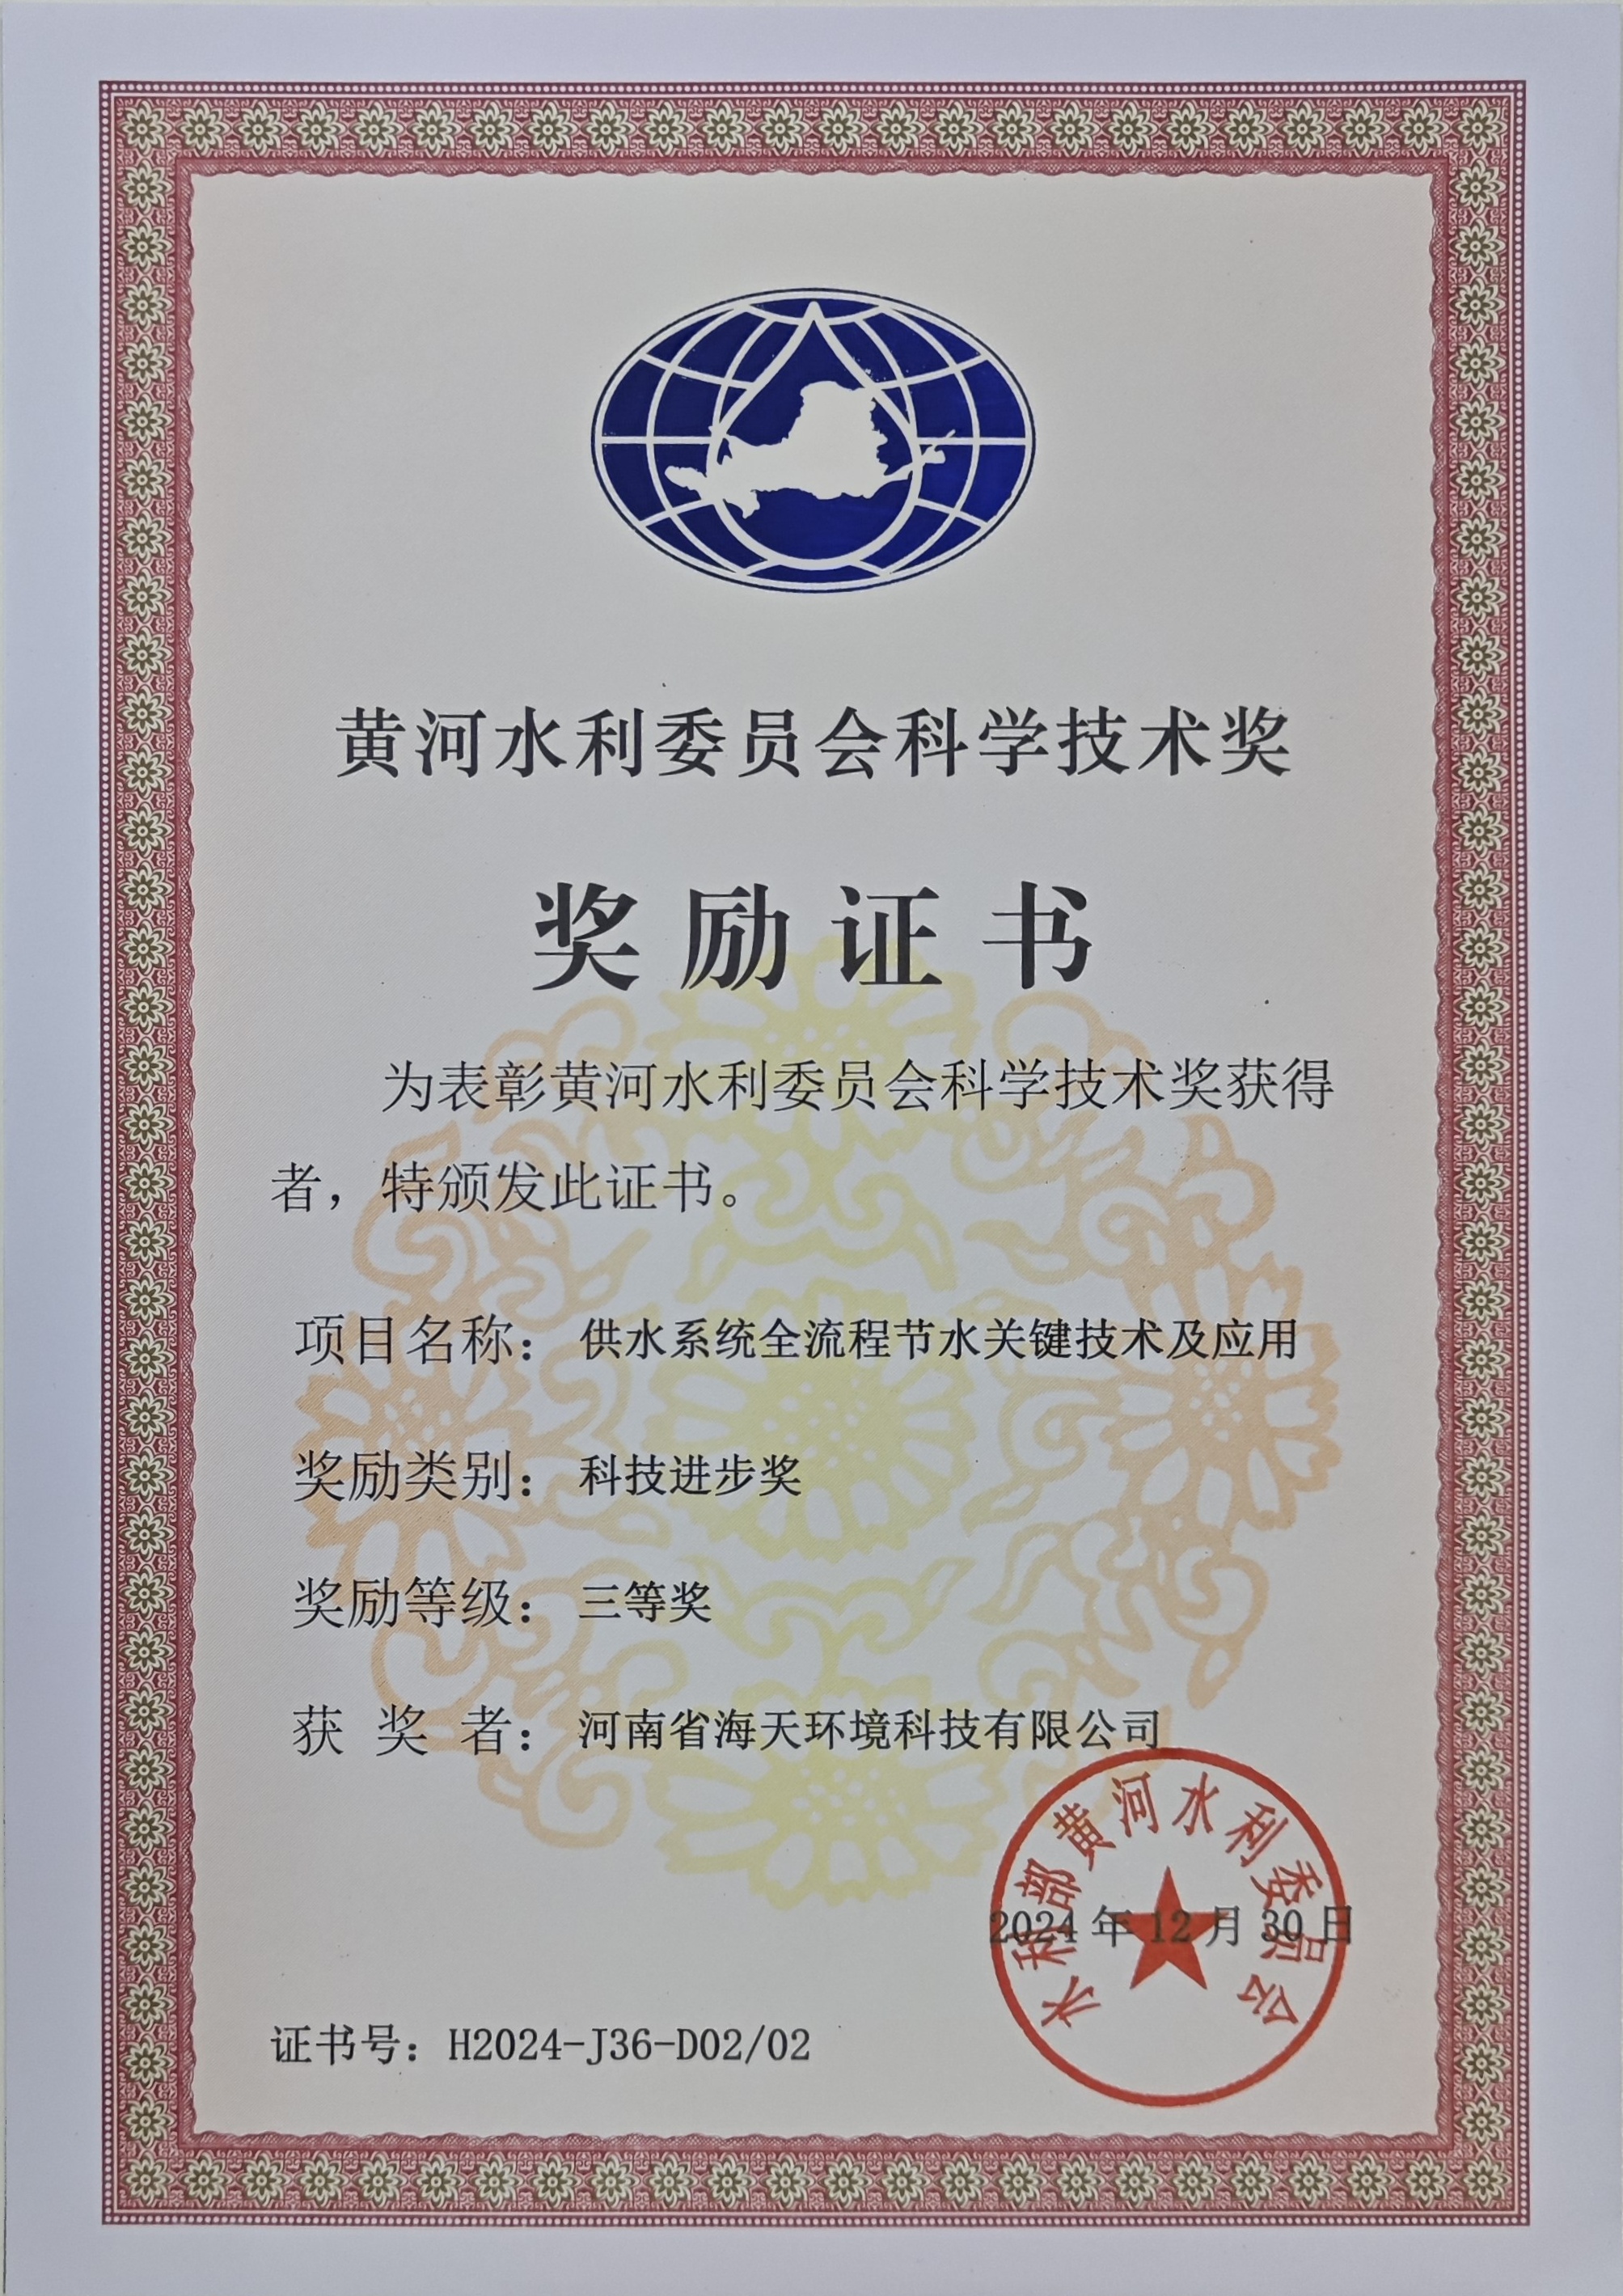 黄河水利委员会科学技术奖
奖励证书
为表彰黄河水利委员会科学技术奖获得
者，特颁发此证书。
项目名称：供水系统全流程节水关键技术及应用
奖励类别：科技进步奖
奖励等级：三等奖
获奖者：河南省海天环境科技有限公司
水利部黄河水利委员会
2024年12月30日
证书号：H2024-J36-D02/02